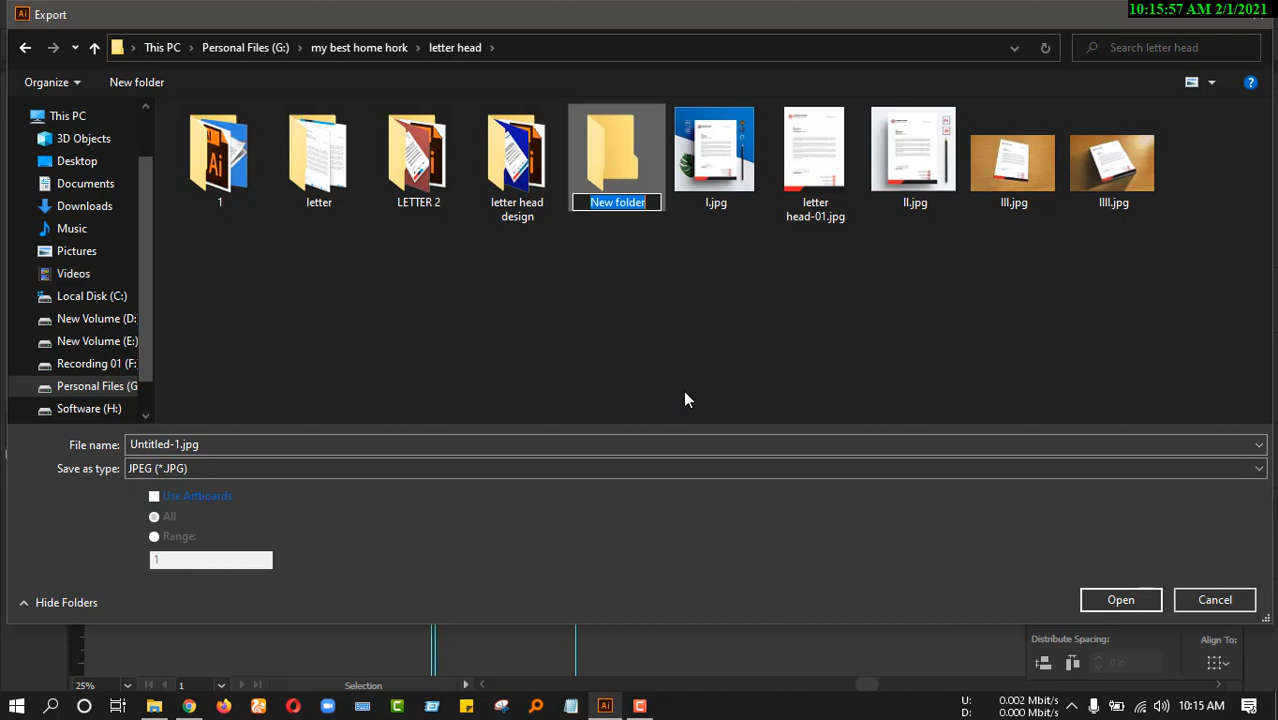 10:15:57 AM 2/1/2021
Export
This PC
Personal Files (G:)
my best home hork
letter head
Search letter head
Organize
New folder
This PC
3D Objects
Desktop
Documents
Downloads
Music
Pictures
Videos
Local Disk (C:)
New Volume (D:
New Volume (E:)
Recording 01 (F:
Personal Files (G
Software (H:)
1
letter
LETTER 2
letter head
design
New folder
I.jpg
letter
head-01.jpg
II.jpg
III.jpg
IIII.jpg
File name:
Untitled-1.jpg
Save as type:
JPEG (*.JPG)
Use Artboards
All
Range:
1
Hide Folders
Open
Cancel
Distribute Spacing:
Align To:
0 in
25%
1
Selection
U: 0.002 Mbit/s
D: 0.000 Mbit/s
10:15 AM